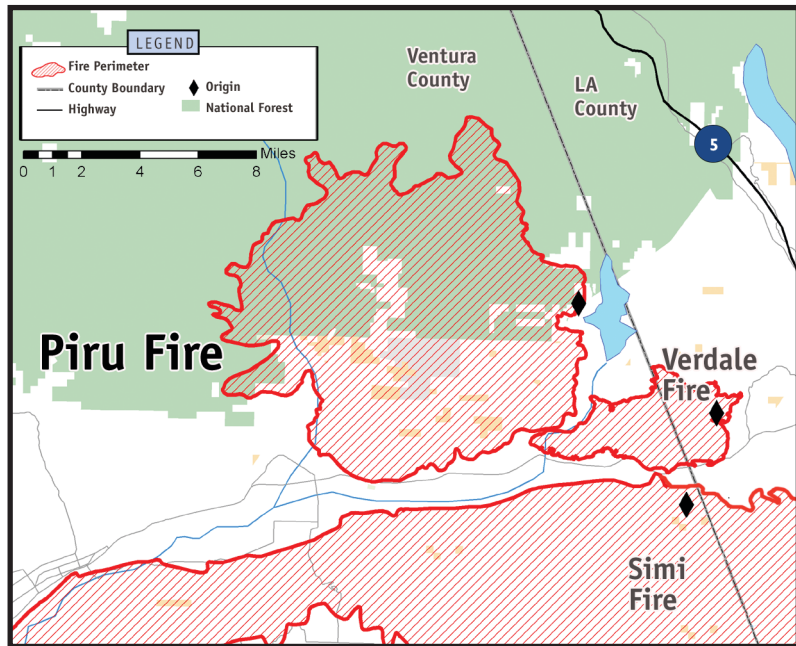 LEGEND
Fire Perimeter
County Boundary
Highway
Origin
National Forest
Miles
0 1 2 4 6 8
Ventura
County
LA
County
5
Piru Fire
Verdale
Fire
Simi
Fire